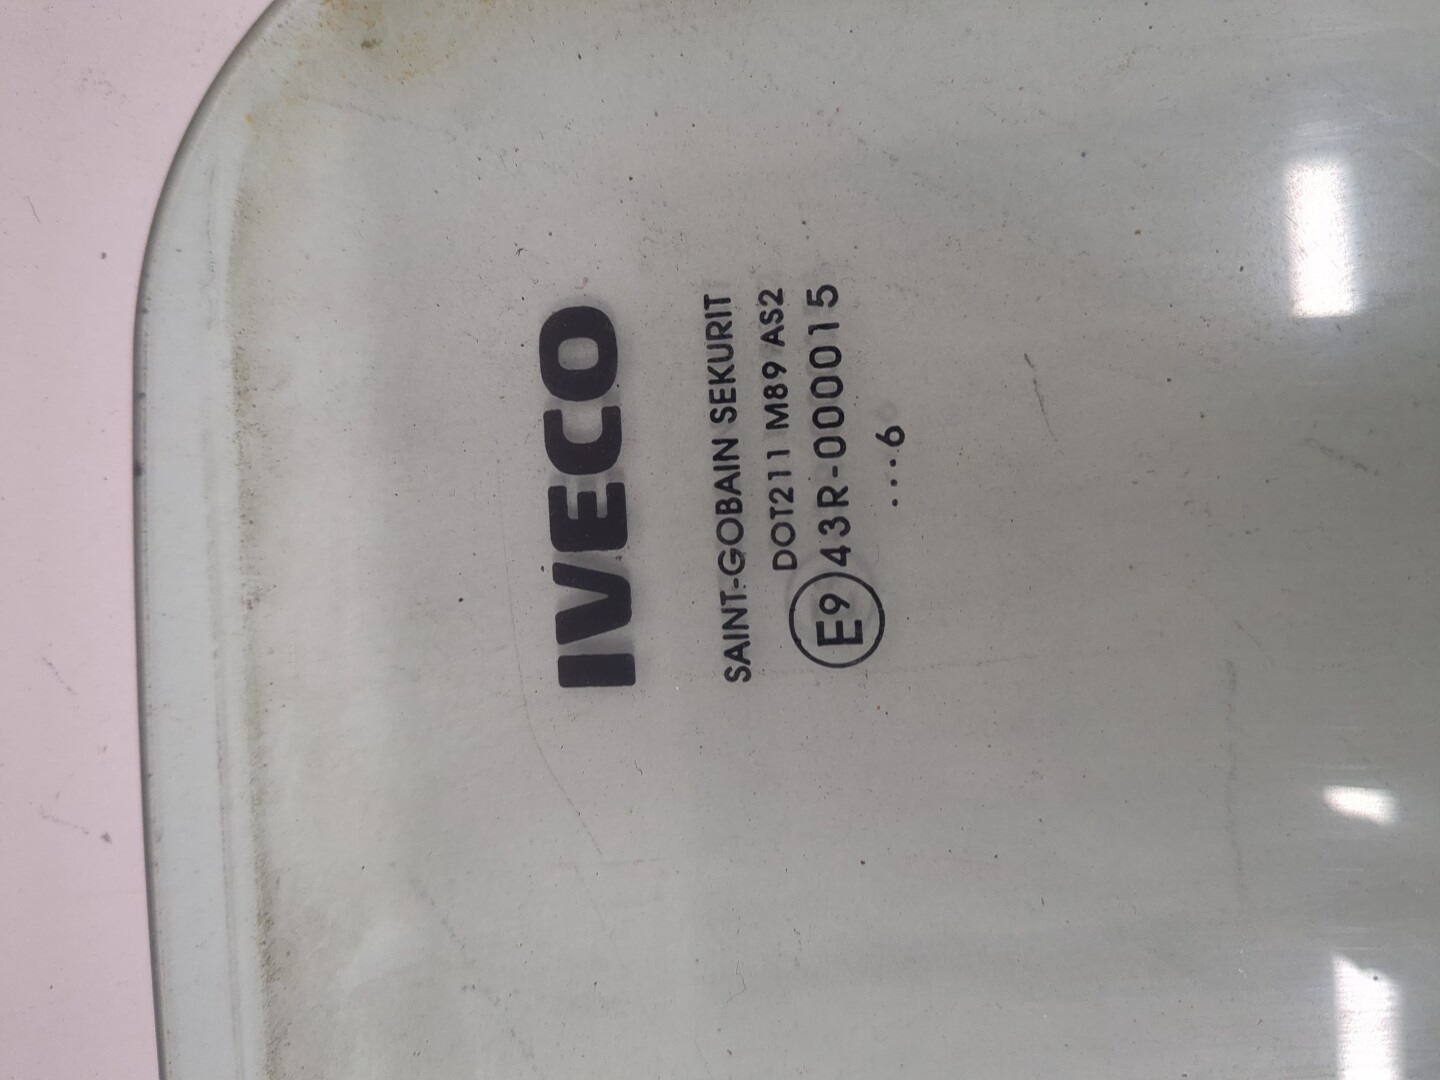 IVECO
SAINT-GOBAIN SEKURIT
DOT211 M89 AS2
E9 43R-000015
...6